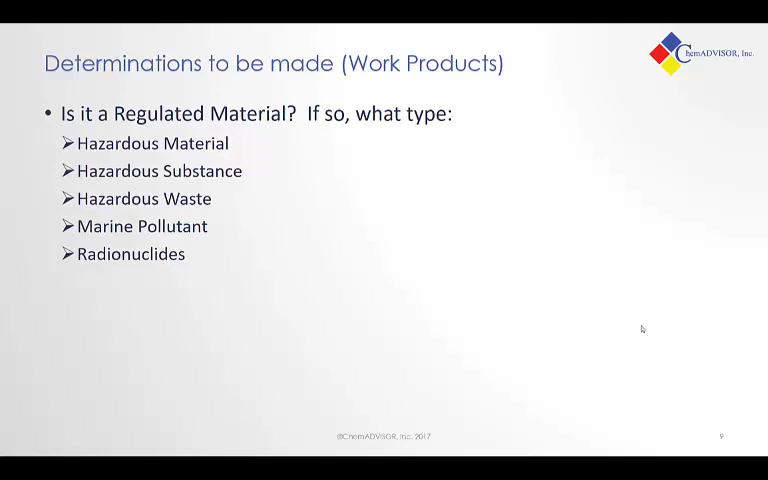 Determinations to be made (Work Products)
ChemADVISOR, Inc.
• Is it a Regulated Material? If so, what type:
➢Hazardous Material
➢Hazardous Substance
➢Hazardous Waste
➢Marine Pollutant
➢Radionuclides
©ChemADVISOR, Inc. 2017
9